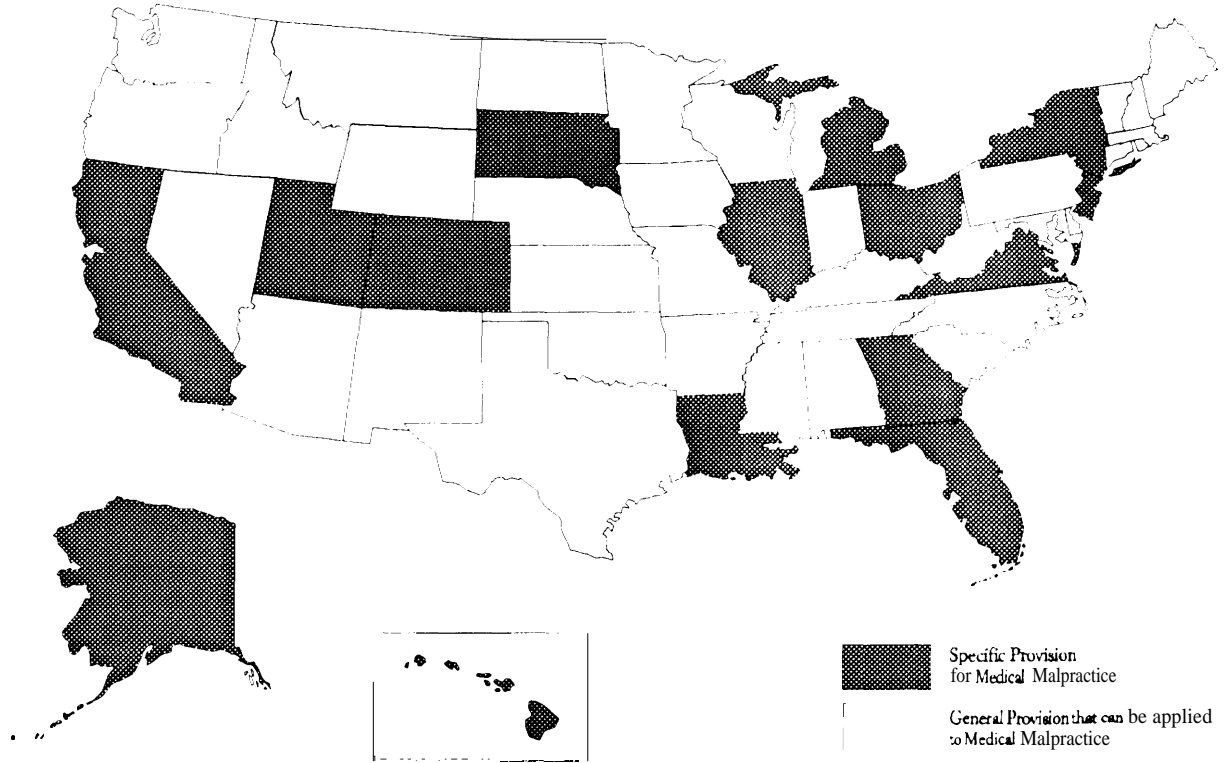 Specific Provision
for Medical Malpractice
General Provision that can be applied
to Medical Malpractice